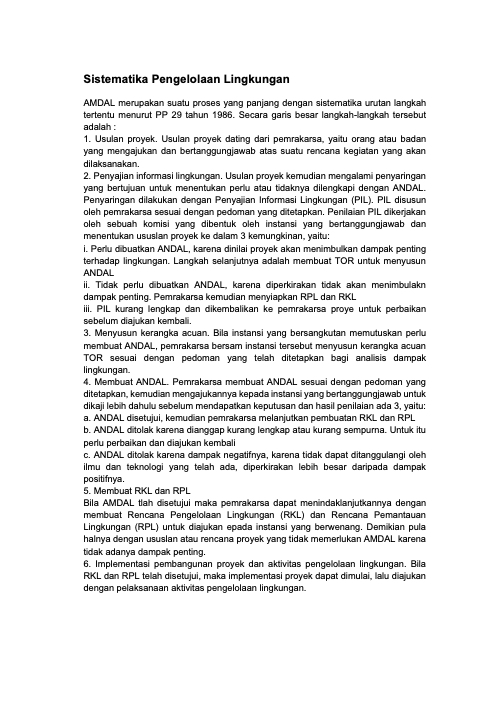 Sistematika Pengelolaan Lingkungan
AMDAL merupakan suatu proses yang panjang dengan sistematika urutan langkah
tertentu menurut PP 29 tahun 1986. Secara garis besar langkah-langkah tersebut
adalah :
1. Usulan proyek. Usulan proyek dating dari pemrakarsa, yaitu orang atau badan
yang mengajukan dan bertanggungjawab atas suatu rencana kegiatan yang akan
dilaksanakan.
2. Penyajian informasi lingkungan. Usulan proyek kemudian mengalami penyaringan
yang bertujuan untuk menentukan perlu atau tidaknya dilengkapi dengan ANDAL.
Penyaringan dilakukan dengan Penyajian Informasi Lingkungan (PIL). PIL disusun
oleh pemrakarsa sesuai dengan pedoman yang ditetapkan. Penilaian PIL dikerjakan
oleh sebuah komisi yang dibentuk oleh instansi yang bertanggungjawab dan
menentukan ususlan proyek ke dalam 3 kemungkinan, yaitu:
i. Perlu dibuatkan ANDAL, karena dinilai proyek akan menimbulkan dampak penting
terhadap lingkungan. Langkah selanjutnya adalah membuat TOR untuk menyusun
ANDAL
ii. Tidak perlu dibuatkan ANDAL, karena diperkirakan tidak akan menimbulakn
dampak penting. Pemrakarsa kemudian menyiapkan RPL dan RKL
iii. PIL kurang lengkap dan dikembalikan ke pemrakarsa proye untuk perbaikan
sebelum diajukan kembali.
3. Menyusun kerangka acuan. Bila instansi yang bersangkutan memutuskan perlu
membuat ANDAL, pemrakarsa bersam instansi tersebut menyusun kerangka acuan
TOR sesuai dengan pedoman yang telah ditetapkan bagi analisis dampak
lingkungan.
4. Membuat ANDAL. Pemrakarsa membuat ANDAL sesuai dengan pedoman yang
ditetapkan, kemudian mengajukannya kepada instansi yang bertanggungjawab untuk
dikaji lebih dahulu sebelum mendapatkan keputusan dan hasil penilaian ada 3, yaitu:
a. ANDAL disetujui, kemudian pemrakarsa melanjutkan pembuatan RKL dan RPL
b. ANDAL ditolak karena dianggap kurang lengkap atau kurang sempurna. Untuk itu
perlu perbaikan dan diajukan kembali
c. ANDAL ditolak karena dampak negatifnya, karena tidak dapat ditanggulangi oleh
ilmu dan teknologi yang telah ada, diperkirakan lebih besar daripada dampak
positifnya.
5. Membuat RKL dan RPL
Bila AMDAL tlah disetujui maka pemrakarsa dapat menindaklanjutkannya dengan
membuat Rencana Pengelolaan Lingkungan (RKL) dan Rencana Pemantauan
Lingkungan (RPL) untuk diajukan epada instansi yang berwenang. Demikian pula
halnya dengan ususlan atau rencana proyek yang tidak memerlukan AMDAL karena
tidak adanya dampak penting.
6. Implementasi pembangunan proyek dan aktivitas pengelolaan lingkungan. Bila
RKL dan RPL telah disetujui, maka implementasi proyek dapat dimulai, lalu diajukan
dengan pelaksanaan aktivitas pengelolaan lingkungan.